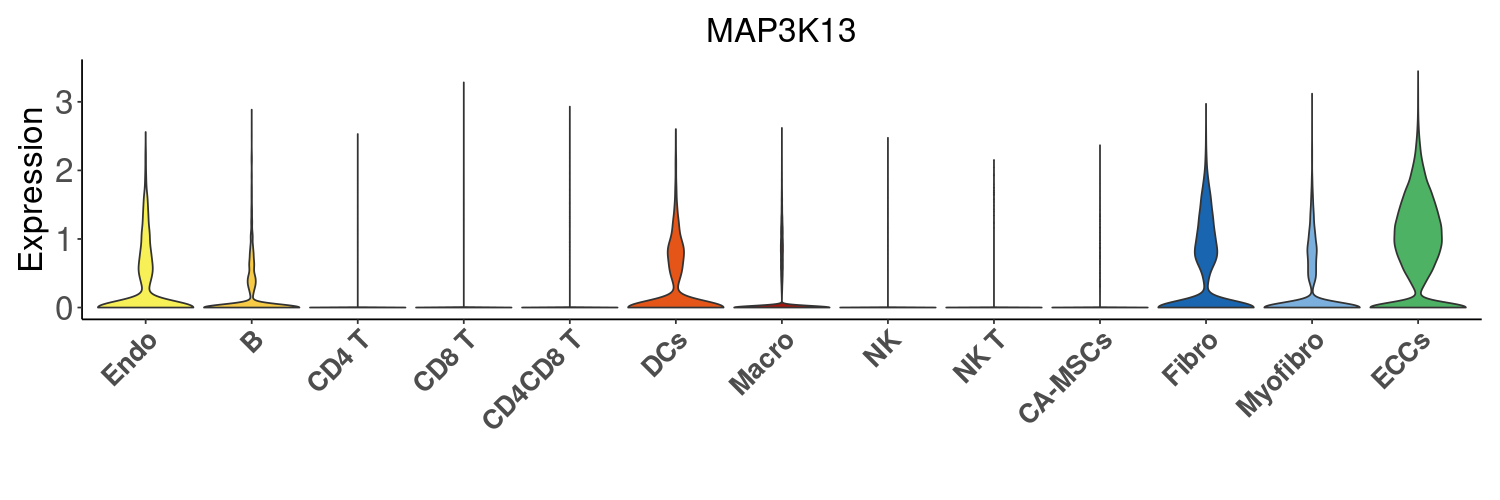 MAP3K13
Expression
3
2
1
0
Endo
B
CD4 T
CD8 T
CD4CD8 T
DCs
Macro
NK
NK T
CA-MSCs
Fibro
Myofibro
ECCs